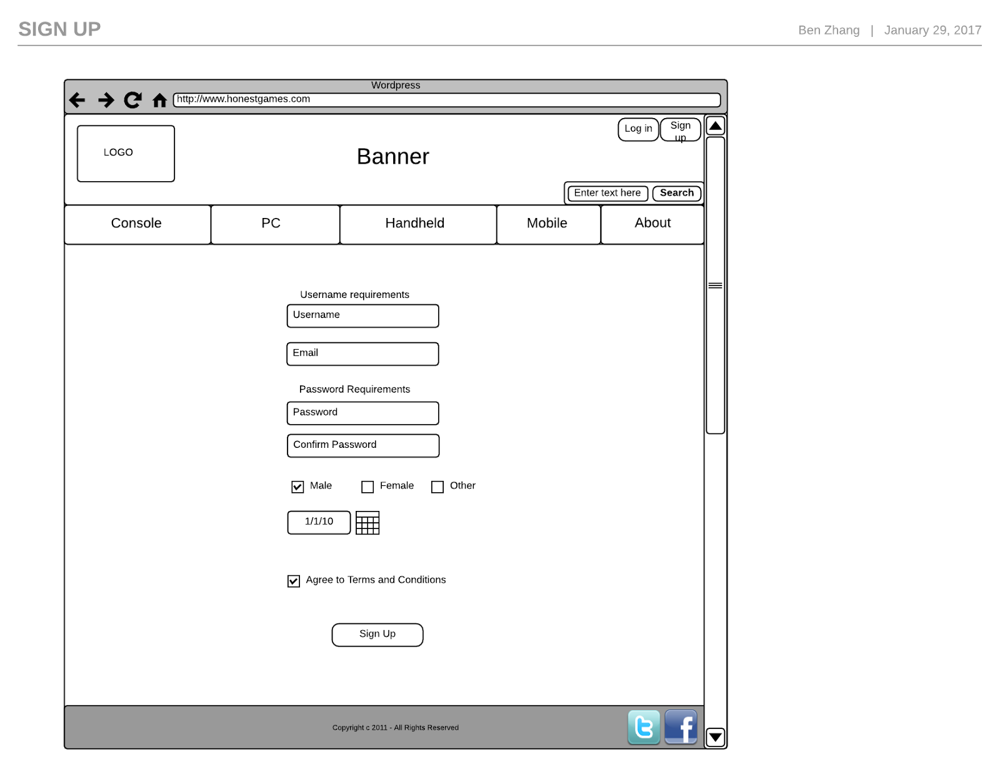 SIGN UP
Ben Zhang | January 29, 2017
Wordpress
http://www.honestgames.com
Log in
Sign
up
LOGO
Banner
Enter text here
Search
Console
PC
Handheld
Mobile
About
Username requirements
Username
Email
Password Requirements
Password
Confirm Password
Male
Female
Other
1/1/10
Agree to Terms and Conditions
Sign Up
Copyright c 2011 - All Rights Reserved